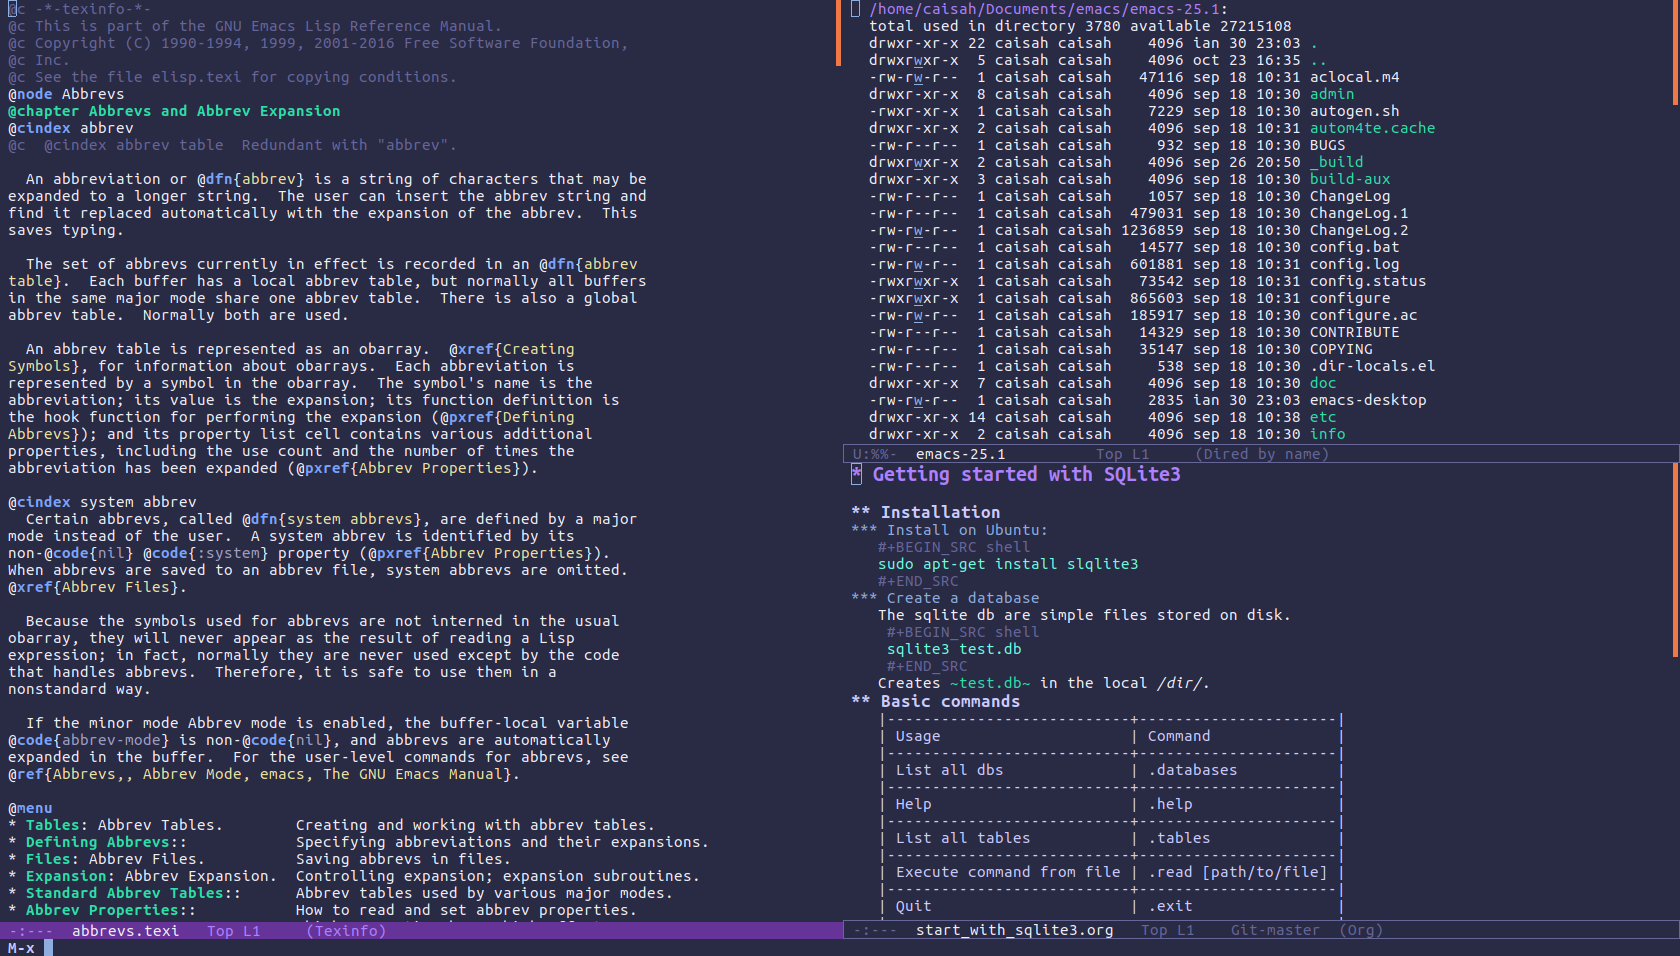 @c -*-texinfo-*-
@c This is part of the GNU Emacs Lisp Reference Manual.
@c Copyright (C) 1990-1994, 1999, 2001-2016 Free Software Foundation,
@c Inc.
@c See the file elisp.texi for copying conditions.
@node Abbrevs
@chapter Abbrevs and Abbrev Expansion
@cindex abbrev
@c  @cindex abbrev table  Redundant with "abbrev".

  An abbreviation or @dfn{abbrev} is a string of characters that may be
expanded to a longer string.  The user can insert the abbrev string and
find it replaced automatically with the expansion of the abbrev.  This
saves typing.

  The set of abbrevs currently in effect is recorded in an @dfn{abbrev
table}.  Each buffer has a local abbrev table, but normally all buffers
in the same major mode share one abbrev table.  There is also a global
abbrev table.  Normally both are used.

  An abbrev table is represented as an obarray.  @xref{Creating
Symbols}, for information about obarrays.  Each abbreviation is
represented by a symbol in the obarray.  The symbol's name is the
abbreviation; its value is the expansion; its function definition is
the hook function for performing the expansion (@pxref{Defining
Abbrevs}); and its property list cell contains various additional
properties, including the use count and the number of times the
abbreviation has been expanded (@pxref{Abbrev Properties}).

@cindex system abbrev
  Certain abbrevs, called @dfn{system abbrevs}, are defined by a major
mode instead of the user.  A system abbrev is identified by its
non-@code{nil} @code{:system} property (@pxref{Abbrev Properties}).
When abbrevs are saved to an abbrev file, system abbrevs are omitted.
@xref{Abbrev Files}.

  Because the symbols used for abbrevs are not interned in the usual
obarray, they will never appear as the result of reading a Lisp
expression; in fact, normally they are never used except by the code
that handles abbrevs.  Therefore, it is safe to use them in a
nonstandard way.

  If the minor mode Abbrev mode is enabled, the buffer-local variable
@code{abbrev-mode} is non-@code{nil}, and abbrevs are automatically
expanded in the buffer.  For the user-level commands for abbrevs, see
@ref{Abbrevs,, Abbrev Mode, emacs, The GNU Emacs Manual}.

@menu
* Tables: Abbrev Tables.        Creating and working with abbrev tables.
* Defining Abbrevs::            Specifying abbreviations and their expansions.
* Files: Abbrev Files.          Saving abbrevs in files.
* Expansion: Abbrev Expansion.  Controlling expansion; expansion subroutines.
* Standard Abbrev Tables::      Abbrev tables used by various major modes.
* Abbrev Properties::           How to read and set abbrev properties.
-:---  abbrevs.texi   Top L1     (Texinfo)
M-x
/home/caisah/Documents/emacs/emacs-25.1:
total used in directory 3780 available 27215108
drwxr-xr-x 22 caisah caisah    4096 ian 30 23:03 .
drwxrwxr-x  5 caisah caisah    4096 oct 23 16:35 ..
-rw-rw-r--  1 caisah caisah   47116 sep 18 10:31 aclocal.m4
drwxr-xr-x  8 caisah caisah    4096 sep 18 10:30 admin
-rwxr-xr-x  1 caisah caisah    7229 sep 18 10:30 autogen.sh
drwxr-xr-x  2 caisah caisah    4096 sep 18 10:31 autom4te.cache
-rw-r--r--  1 caisah caisah     932 sep 18 10:30 BUGS
drwxrwxr-x  2 caisah caisah    4096 sep 26 20:50 _build
drwxr-xr-x  3 caisah caisah    4096 sep 18 10:30 build-aux
-rw-r--r--  1 caisah caisah    1057 sep 18 10:30 ChangeLog
-rw-r--r--  1 caisah caisah  479031 sep 18 10:30 ChangeLog.1
-rw-rw-r--  1 caisah caisah 1236859 sep 18 10:30 ChangeLog.2
-rw-r--r--  1 caisah caisah   14577 sep 18 10:30 config.bat
-rw-rw-r--  1 caisah caisah  601881 sep 18 10:31 config.log
-rwxrwxr-x  1 caisah caisah   73542 sep 18 10:31 config.status
-rwxrwxr-x  1 caisah caisah  865603 sep 18 10:31 configure
-rw-rw-r--  1 caisah caisah  185917 sep 18 10:30 configure.ac
-rw-r--r--  1 caisah caisah   14329 sep 18 10:30 CONTRIBUTE
-rw-r--r--  1 caisah caisah   35147 sep 18 10:30 COPYING
-rw-r--r--  1 caisah caisah     538 sep 18 10:30 .dir-locals.el
drwxr-xr-x  7 caisah caisah    4096 sep 18 10:30 doc
-rw-rw-r--  1 caisah caisah    2835 ian 30 23:03 emacs-desktop
drwxr-xr-x 14 caisah caisah    4096 sep 18 10:38 etc
drwxr-xr-x  2 caisah caisah    4096 sep 18 10:30 info
U:%%-  emacs-25.1          Top L1     (Dired by name)
* Getting started with SQLite3

** Installation
*** Install on Ubuntu:
   #+BEGIN_SRC shell
   sudo apt-get install slqlite3
   #+END_SRC
*** Create a database
   The sqlite db are simple files stored on disk.
    #+BEGIN_SRC shell
    sqlite3 test.db
    #+END_SRC
   Creates ~test.db~ in the local /dir/.
** Basic commands
   |---------------------------+----------------------|
   | Usage                     | Command              |
   |---------------------------+----------------------|
   | List all dbs              | .databases           |
   |---------------------------+----------------------|
   | Help                      | .help                |
   |---------------------------+----------------------|
   | List all tables           | .tables              |
   |---------------------------+----------------------|
   | Execute command from file | .read [path/to/file] |
   |---------------------------+----------------------|
   | Quit                      | .exit                |
-:---  start_with_sqlite3.org   Top L1    Git-master  (Org)